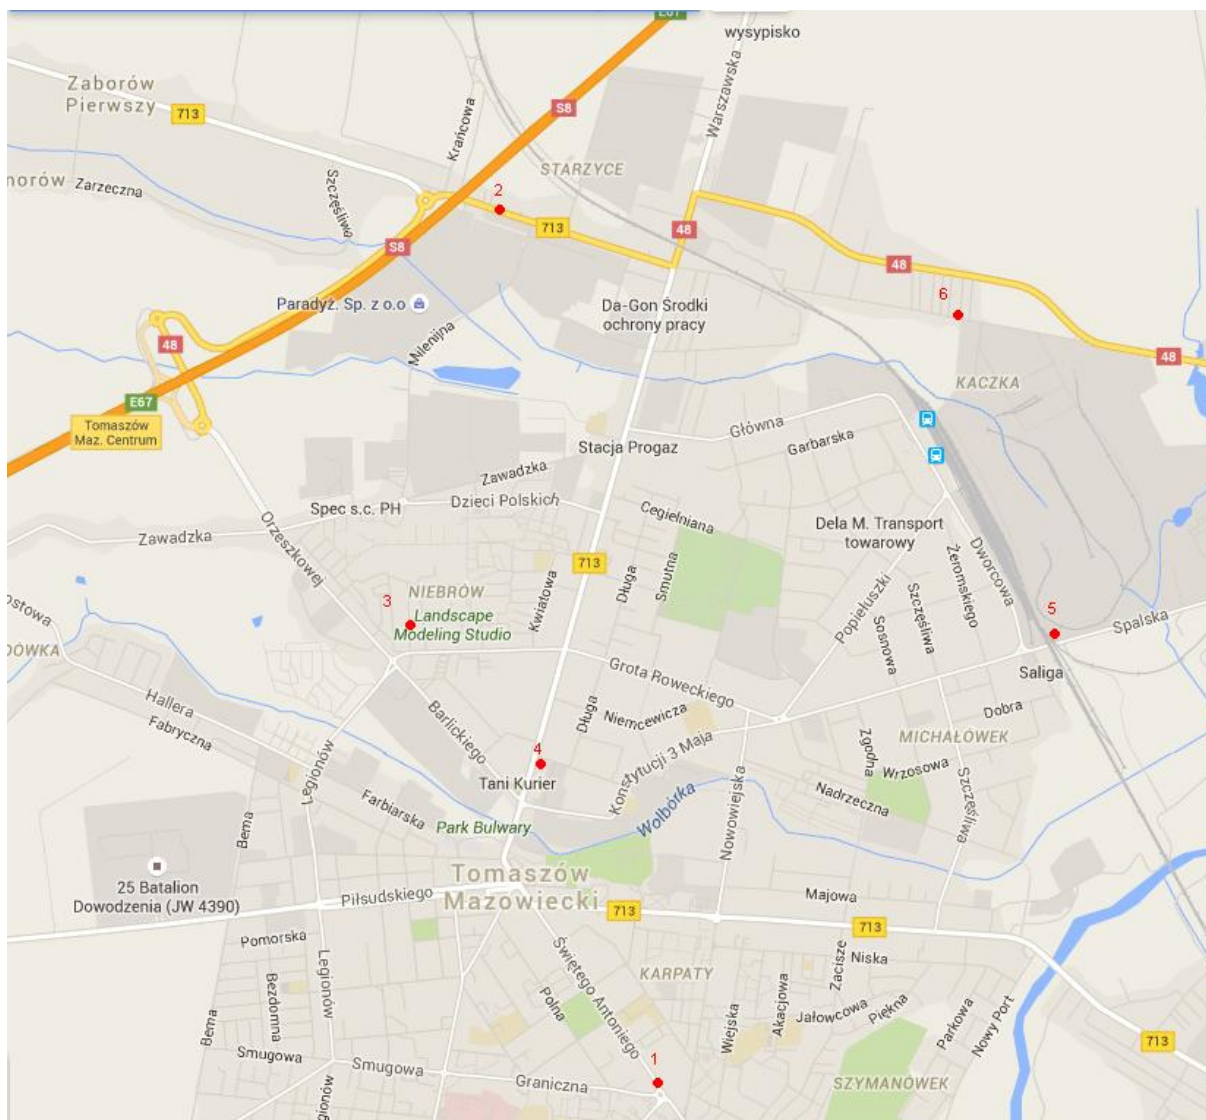 E67
wysypisko
Zaborów
Pierwszy
713
S8
Warszawska
Krańcowa
STARZYCE
norów
Zarzeczna
Szczęśliwa
2
713
48
S8
48
6
Paradyż. Sp. z o.o
Da-Gon Środki
ochrony pracy
Milenijna
48
48
KACZKA
E67
Tomaszów
Maz. Centrum
Główna
Garbarska
Stacja Progaz
Zawadzka
Dzieci Polskich
Spec s.c. PH
Cegielniana
Dela M. Transport
towarowy
Zawadzka
Orzeszkowej
713
Dworcowa
Żeromskiego
Kwiatowa
Długa
Smutna
Popiełuszki
Szczęśliwa
Sosnowa
NIEBRÓW
3
Landscape
Modeling Studio
ostowa
5
Spalska
DÓWKA
Saliga
Grota Roweckiego
Hallera
Fabryczna
Barlickiego
Długa
Niemcewicza
Dobra
Konstytucji 3 Maja
Zgodna
MICHAŁÓWEK
Wrzosowa
4
Tani Kurier
Legionów
Farbiarska
Wolbórka
Nadrzeczna
Nowowiejska
Szczęśliwa
Bema
Park Bulwary
25 Batalion
Dowodzenia (JW 4390)
Tomaszów
Mazowiecki
Piłsudskiego
Majowa
713
713
Pomorska
Legionów
Świętego Antoniego
KARPATY
Zacisze
Niska
Bezdomna
Polna
Akacjowa
Wiejska
Jałowcowa
Piękna
Parkowa
Nowy Port
Bema
713
Smugowa
Smugowa
Graniczna
1
SZYMANÓWEK
gionów